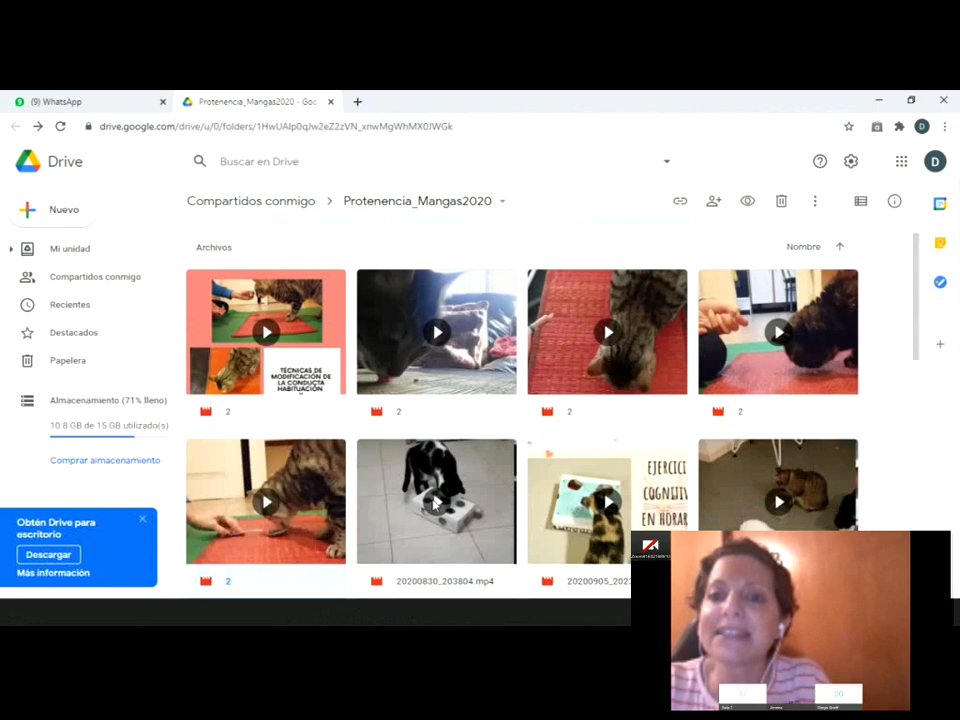 (9) WhatsApp
Protenencia_Mangas2020 - Goo
drive.google.com/drive/u/0/folders/1HwUAIp0qJw2eZ2zVN_xnwMgWhMX0JWGk
D
Drive
Buscar en Drive
D
Nuevo
Compartidos conmigo
Protenencia_Mangas2020
Mi unidad
Archivos
Nombre
Compartidos conmigo
Recientes
Destacados
Papelera
TÉCNICAS DE
MODIFICACIÓN DE
LA CONDUCTA
HABITUACIÓN
Almacenamiento (71% lleno)
2
2
2
2
10.8 GB de 15 GB utilizado(s)
Comprar almacenamiento
EJERCICI
COGNITIV
EN HORAR
Obtén Drive para
escritorio
Descargar
Más información
2
20200830_203804.mp4
20200905_202